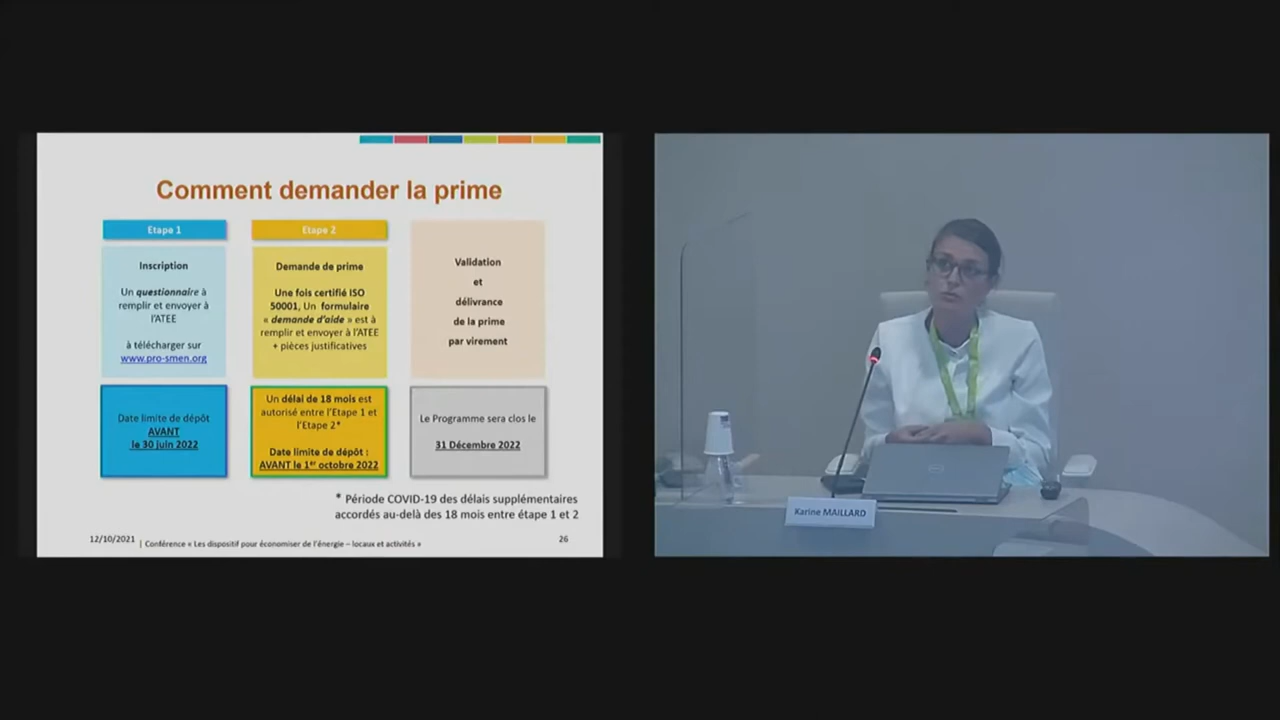 Comment demander la prime
Etape 1
Inscription
Un questionnaire à
remplir et envoyer à
l'ATEE
à télécharger sur
www.pro-smen.org
Date limite de dépôt
AVANT
le 30 juin 2022
Etape 2
Demande de prime
Une fois certifié ISO
50001, Un formulaire
« demande d'aide » est à
remplir et envoyer à l'ATEE
+ pièces justificatives
Un délai de 18 mois est
autorisé entre l'Etape 1 et
l'Etape 2*
Date limite de dépôt :
AVANT le 1er octobre 2022
Validation
et
délivrance
de la prime
par virement
Le Programme sera clos le
31 Décembre 2022
* Période COVID-19 des délais supplémentaires
accordés au-delà des 18 mois entre étape 1 et 2
12/10/2021 | Conférence « Les dispositif pour économiser de l'énergie – locaux et activités » 26
Karine MAILLARD